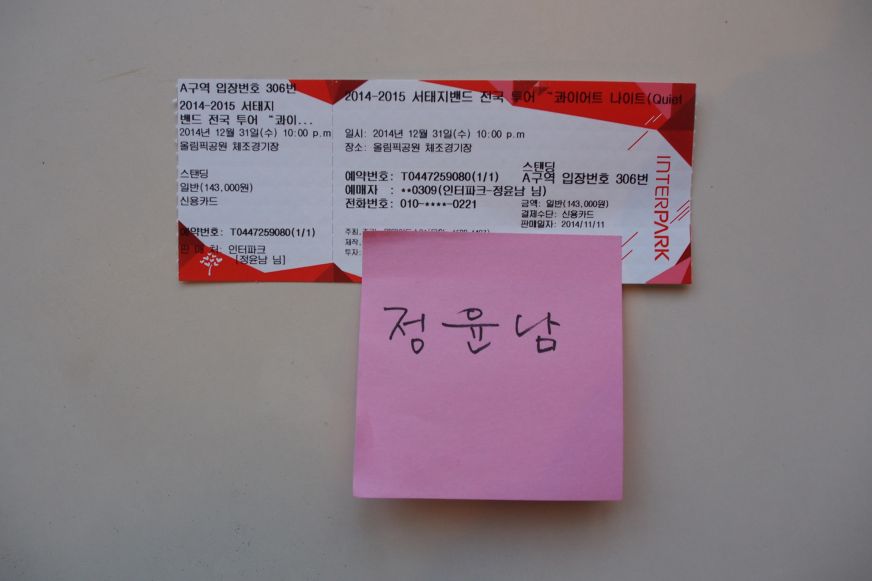 A구역 입장번호 306번
2014-2015 서태지
밴드 전국 투어 "콰이...
2014년 12월 31일(수) 10:00 p.m
올림픽공원 체조경기장
스탠딩
일반(143,000원)
신용카드
예약번호: T0447259080(1/1)
판 매 처: 인터파크
[정윤남 님]
2014-2015 서태지밴드 전국 투어 "콰이어트 나이트(Quiet
일시: 2014년 12월 31일(수) 10:00 p.m
장소: 올림픽공원 체조경기장
스탠딩
예약번호: T0447259080(1/1) A구역 입장번호 306번
예매자 : **0309(인터파크-정윤남 님)
전화번호: 010-****-0221
금액: 일반(143,000원)
결제수단: 신용카드
판매일자: 2014/11/11
주최,
제작,
투자:
INTERPARK
정윤남